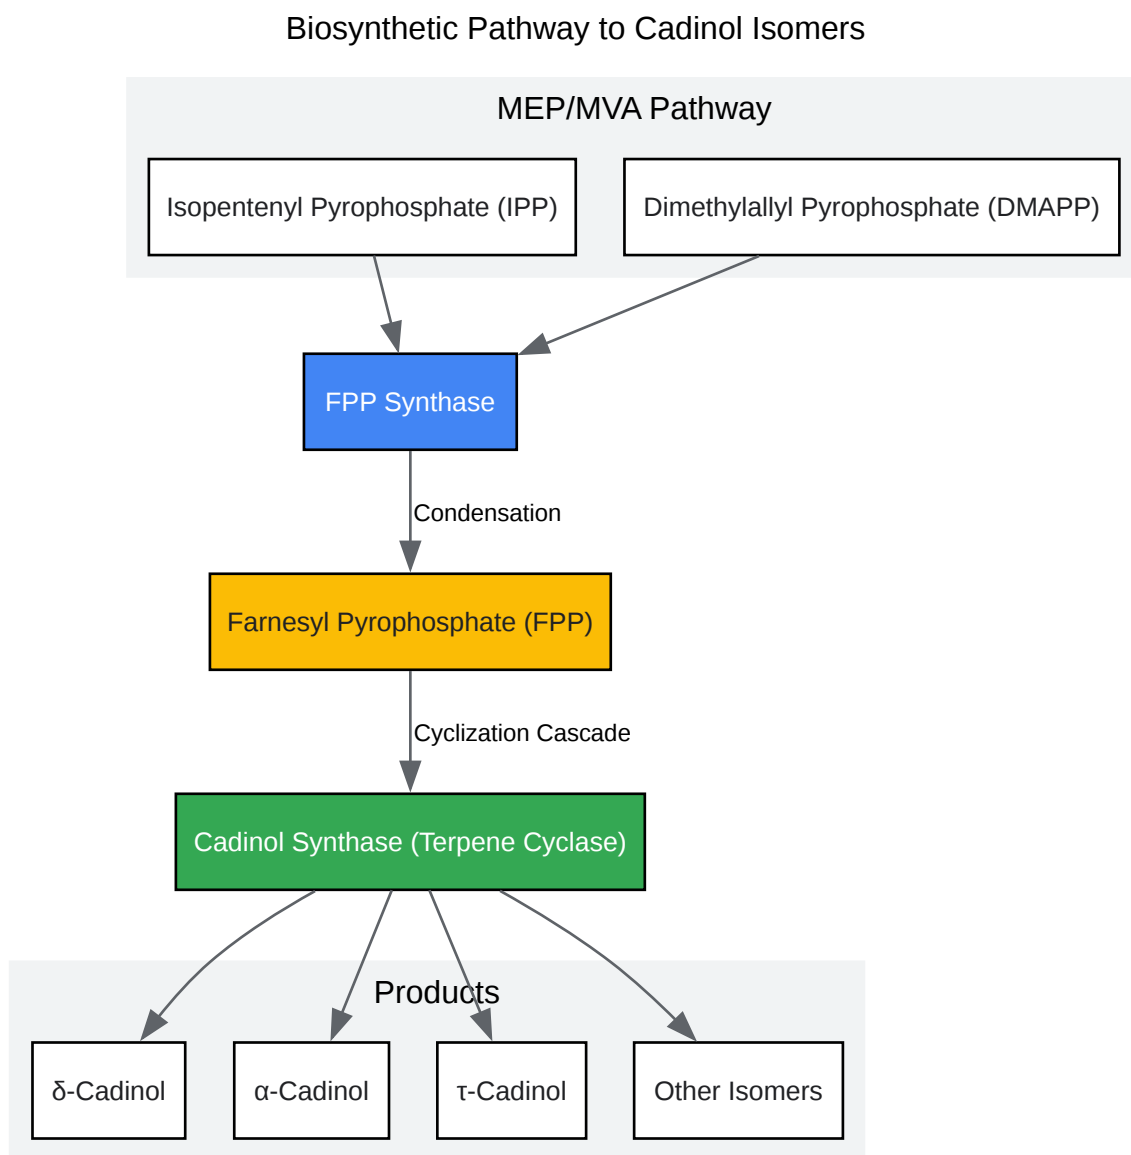 Biosynthetic Pathway to Cadinol Isomers
MEP/MVA Pathway
Isopentenyl Pyrophosphate (IPP)
Dimethylallyl Pyrophosphate (DMAPP)
FPP Synthase
Condensation
Farnesyl Pyrophosphate (FPP)
Cyclization Cascade
Cadinol Synthase (Terpene Cyclase)
Products
δ-Cadinol
α-Cadinol
τ-Cadinol
Other Isomers